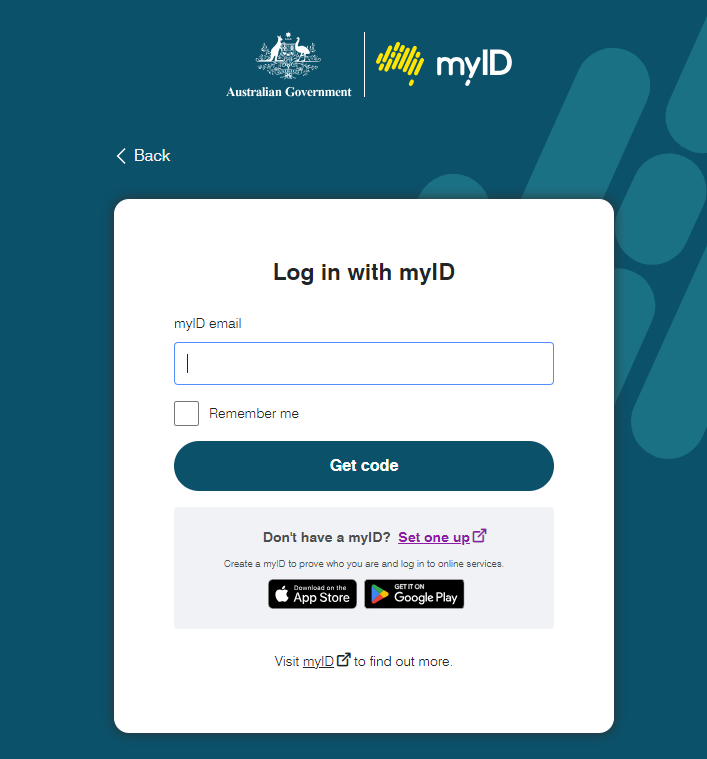 Australian Government
myID
Back
Log in with myID
myID email
Remember me
Get code
Don't have a myID? Set one up
Create a myID to prove who you are and log in to online services.
Download on the
App Store
GET IT ON
Google Play
Visit myID to find out more.